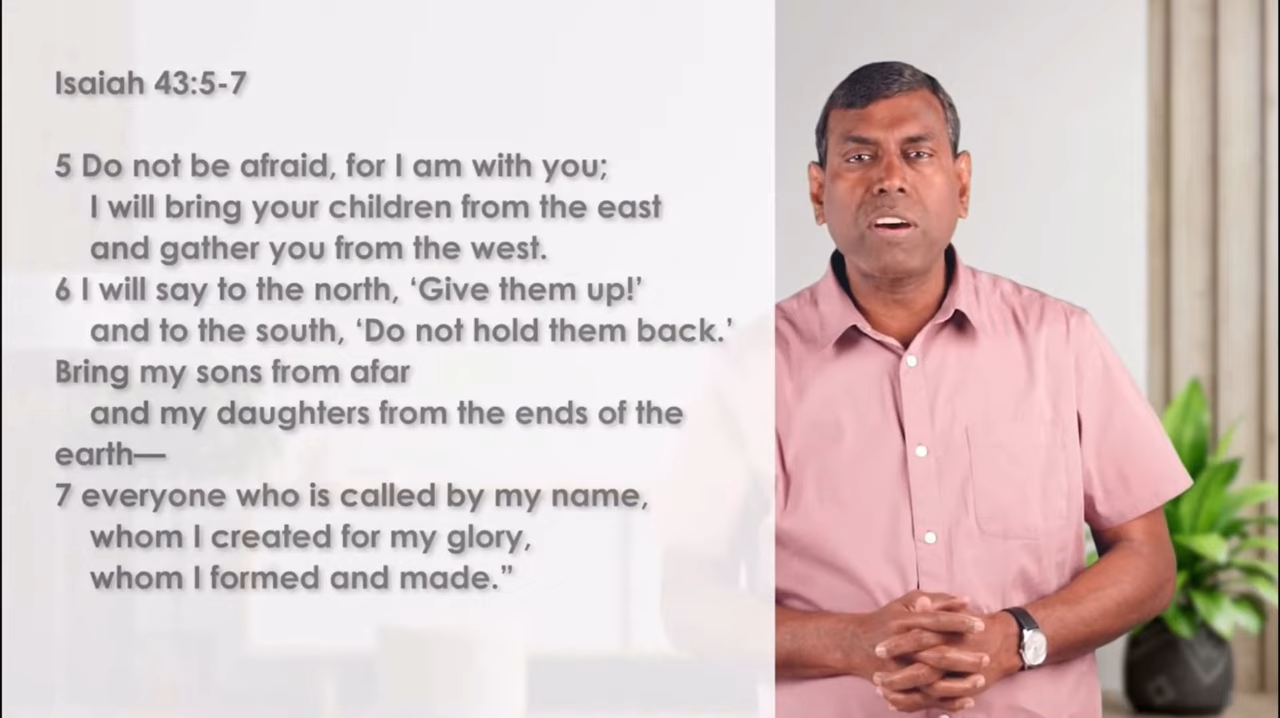 Isaiah 43:5-7
5 Do not be afraid, for I am with you;
I will bring your children from the east
and gather you from the west.
6 I will say to the north, ‘Give them up!’
and to the south, ‘Do not hold them back.’
Bring my sons from afar
and my daughters from the ends of the
earth—
7 everyone who is called by my name,
whom I created for my glory,
whom I formed and made.”